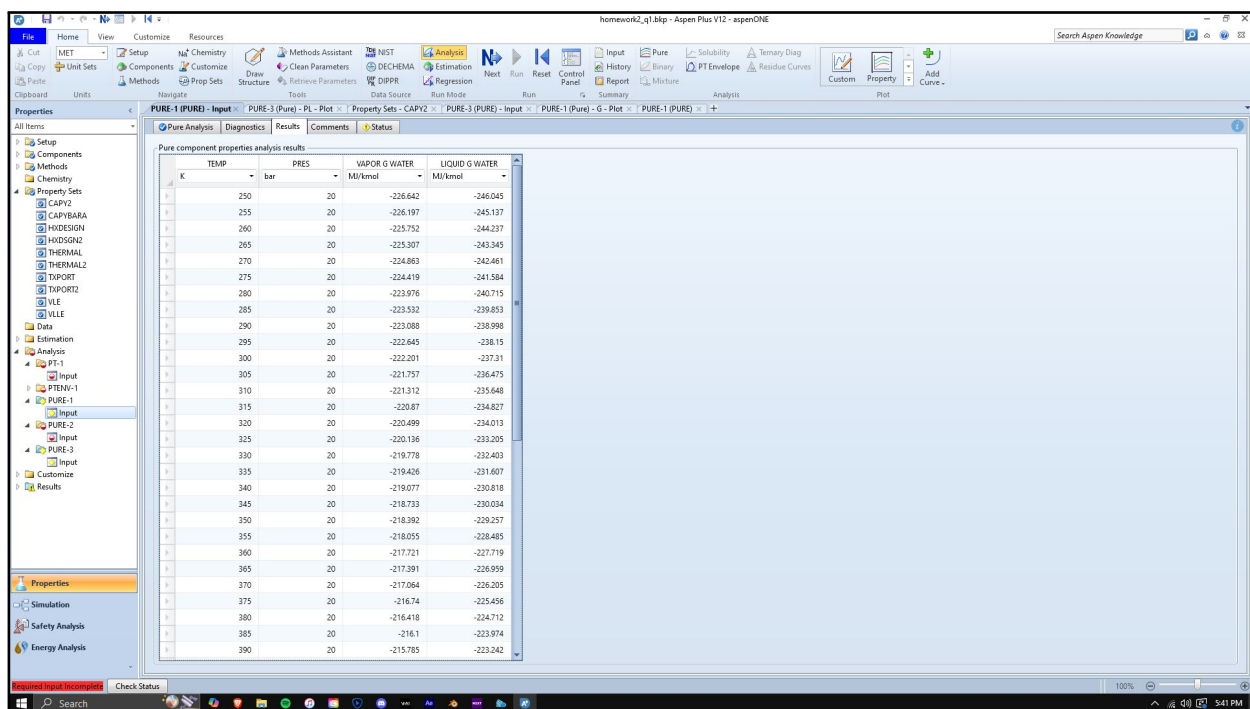 homework2_q1.bkp - Aspen Plus V12 - aspenONE
File Home View Customize Resources Search Aspen Knowledge
Cut MET Setup Chemistry Methods Assistant NIST Analysis Input Pure Solubility Ternary Diag
Copy Unit Sets Components Customize Clean Parameters DECHEMA Estimation History Binary PT Envelope Residue Curves
Paste Methods Prop Sets Draw Structure Retrieve Parameters DIPPR Regression Next Run Reset Control Panel Report Mixture Custom Property Add Curve
Clipboard Units Navigate Tools Data Source Run Mode Run Summary Analysis Plot
Properties
PURE-1 (PURE) - Input PURE-3 (Pure) - PL - Plot Property Sets - CAPY2 PURE-3 (PURE) - Input PURE-1 (Pure) - G - Plot PURE-1 (PURE) +
All Items
Pure Analysis Diagnostics Results Comments Status
Setup
Components
Methods
Chemistry
Property Sets
CAPY2
CAPYBARA
HXDESIGN
HXDSGN2
THERMAL
THERMAL2
TXPORT
TXPORT2
VLE
VLLE
Data
Estimation
Analysis
PT-1
Input
PTENV-1
PURE-1
Input
PURE-2
Input
PURE-3
Input
Customize
Results
Properties
Simulation
Safety Analysis
Energy Analysis
Pure component properties analysis results
TEMP PRES VAPOR G WATER LIQUID G WATER
K bar MJ/kmol MJ/kmol
250 20 -226.642 -246.045
255 20 -226.197 -245.137
260 20 -225.752 -244.237
265 20 -225.307 -243.345
270 20 -224.863 -242.461
275 20 -224.419 -241.584
280 20 -223.976 -240.715
285 20 -223.532 -239.853
290 20 -223.088 -238.998
295 20 -222.645 -238.15
300 20 -222.201 -237.31
305 20 -221.757 -236.475
310 20 -221.312 -235.648
315 20 -220.87 -234.827
320 20 -220.499 -234.013
325 20 -220.136 -233.205
330 20 -219.778 -232.403
335 20 -219.426 -231.607
340 20 -219.077 -230.818
345 20 -218.733 -230.034
350 20 -218.392 -229.257
355 20 -218.055 -228.485
360 20 -217.721 -227.719
365 20 -217.391 -226.959
370 20 -217.064 -226.205
375 20 -216.74 -225.456
380 20 -216.418 -224.712
385 20 -216.1 -223.974
390 20 -215.785 -223.242
Required Input Incomplete Check Status 100%
Search 5:41 PM